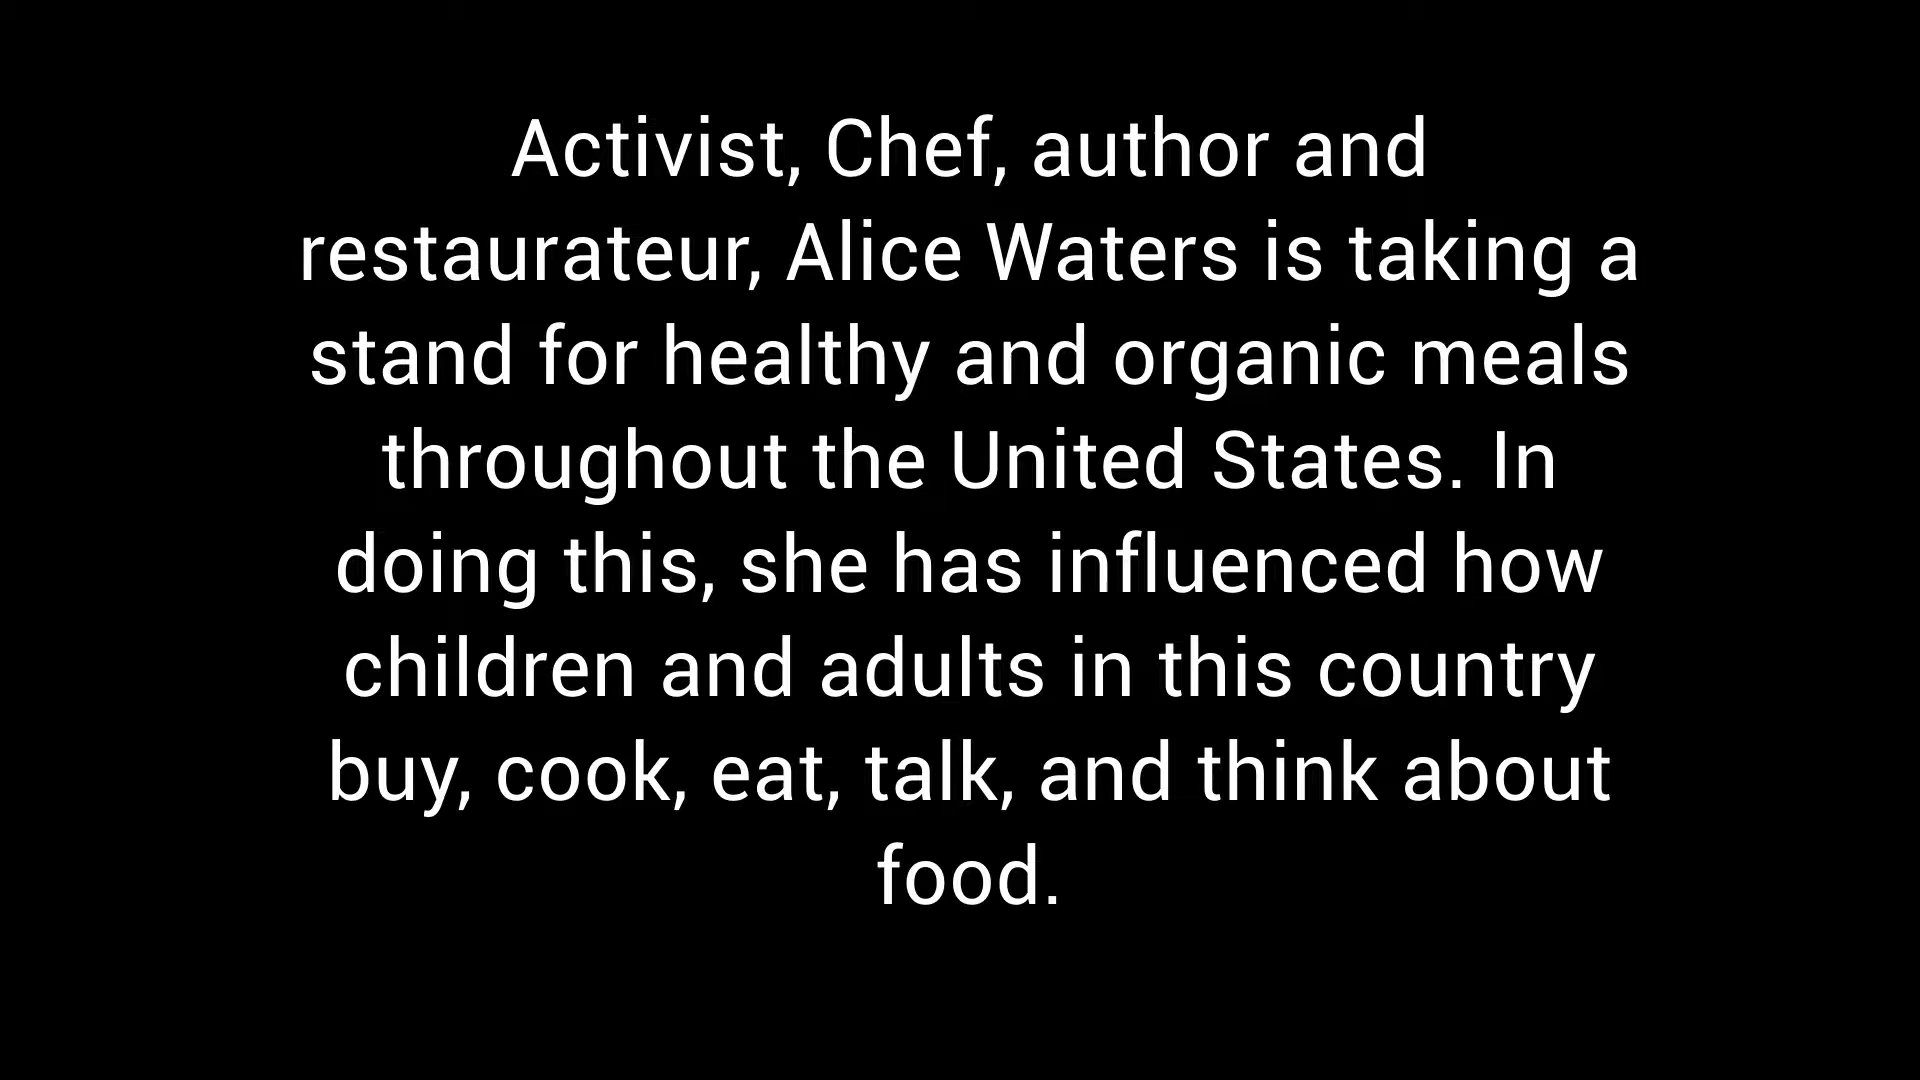 Activist, Chef, author and
restaurateur, Alice Waters is taking a
stand for healthy and organic meals
throughout the United States. In
doing this, she has influenced how
children and adults in this country
buy, cook, eat, talk, and think about
food.